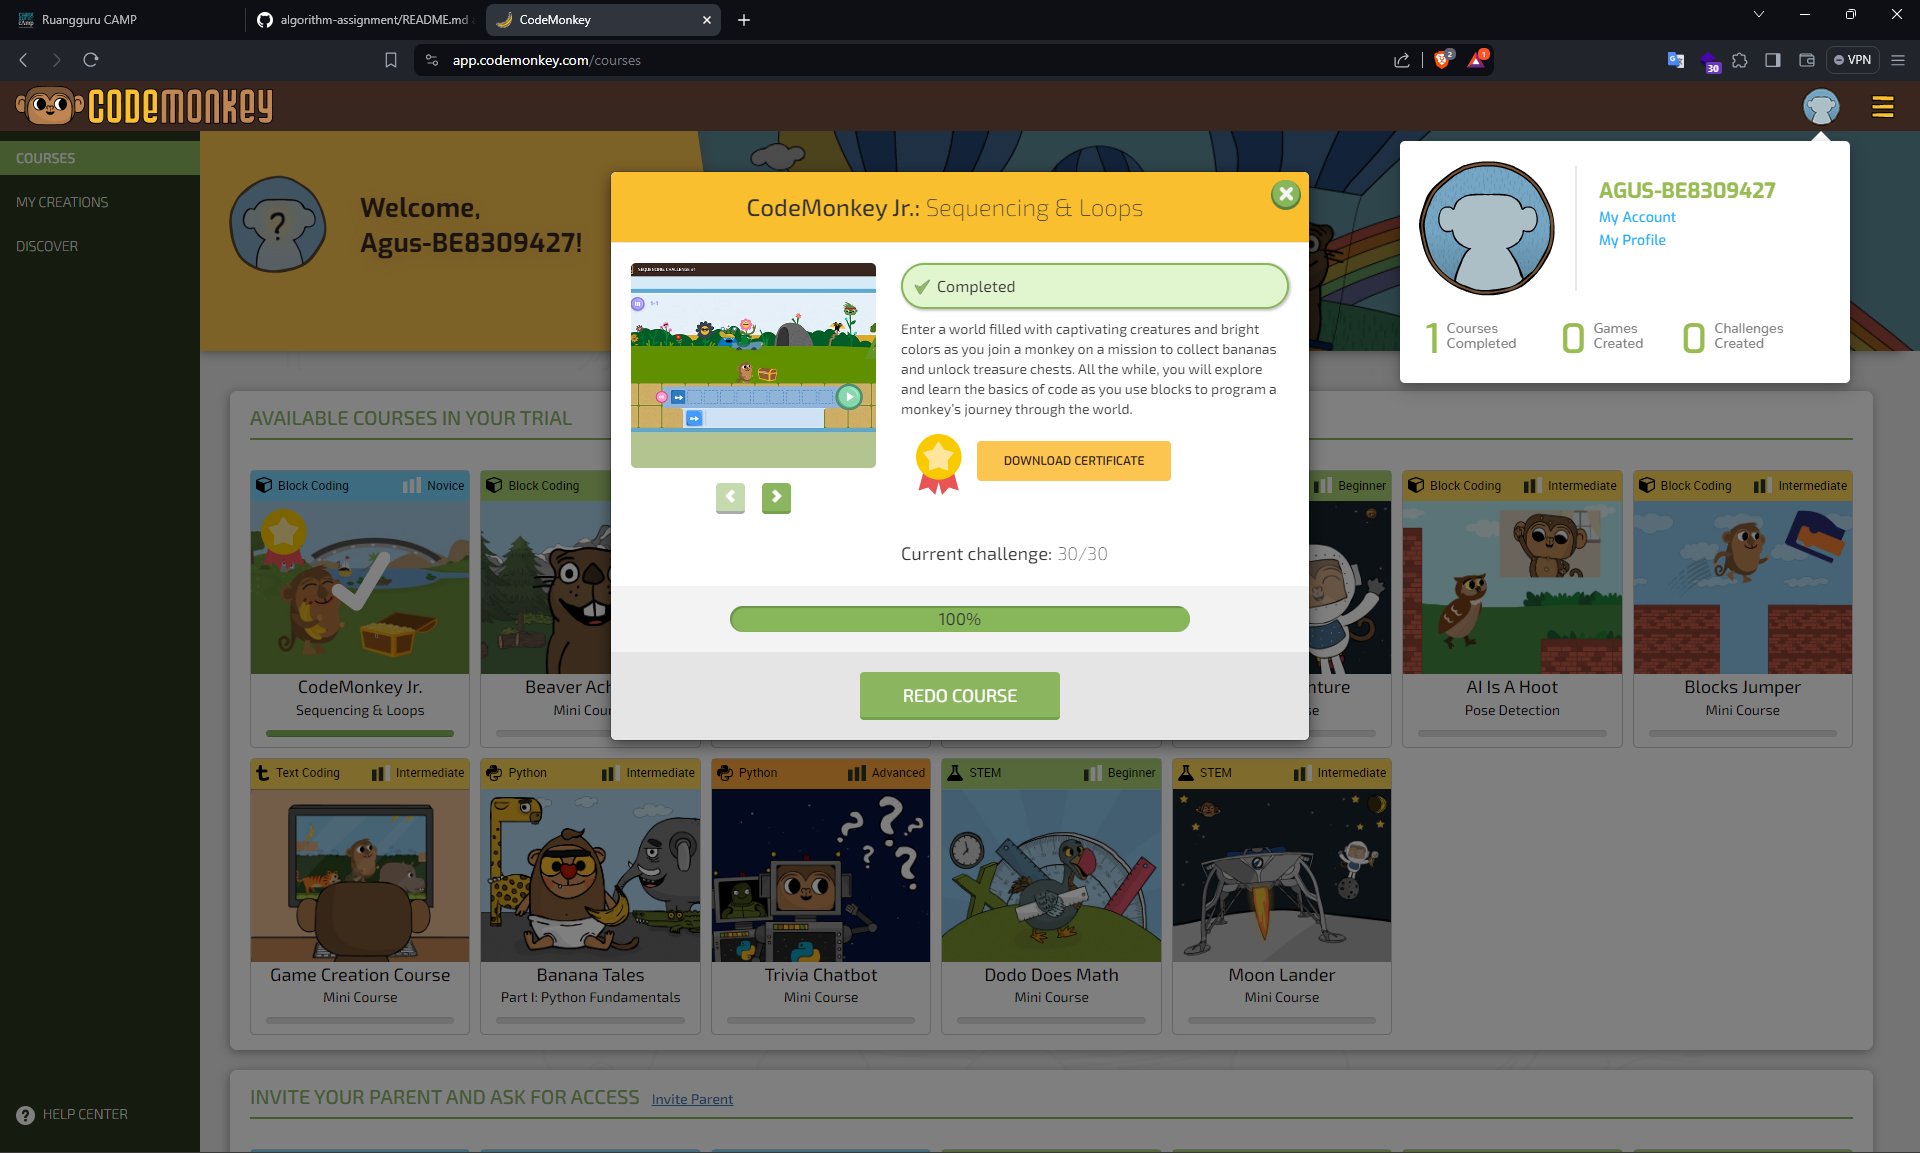 Ruangguru CAMP
algorithm-assignment/README.md
CodeMonkey
app.codemonkey.com/courses
2
1
30
VPN
CODEMONKEY
COURSES
MY CREATIONS
DISCOVER
HELP CENTER
?
Welcome,
Agus-BE8309427!
AGUS-BE8309427
My Account
My Profile
1 Courses Completed
0 Games Created
0 Challenges Created
CodeMonkey Jr.: Sequencing & Loops
SEQUENCING CHALLENGE #1
Completed
Enter a world filled with captivating creatures and bright
colors as you join a monkey on a mission to collect bananas
and unlock treasure chests. All the while, you will explore
and learn the basics of code as you use blocks to program a
monkey's journey through the world.
DOWNLOAD CERTIFICATE
Current challenge: 30/30
100%
REDO COURSE
AVAILABLE COURSES IN YOUR TRIAL
Block Coding Novice
CodeMonkey Jr.
Sequencing & Loops
Block Coding
Beaver Ach
Mini Cour
Beginner
nture
se
Block Coding Intermediate
AI Is A Hoot
Pose Detection
Block Coding Intermediate
Blocks Jumper
Mini Course
Text Coding Intermediate
Game Creation Course
Mini Course
Python Intermediate
Banana Tales
Part I: Python Fundamentals
Python Advanced
Trivia Chatbot
Mini Course
STEM Beginner
Dodo Does Math
Mini Course
STEM Intermediate
Moon Lander
Mini Course
INVITE YOUR PARENT AND ASK FOR ACCESS Invite Parent